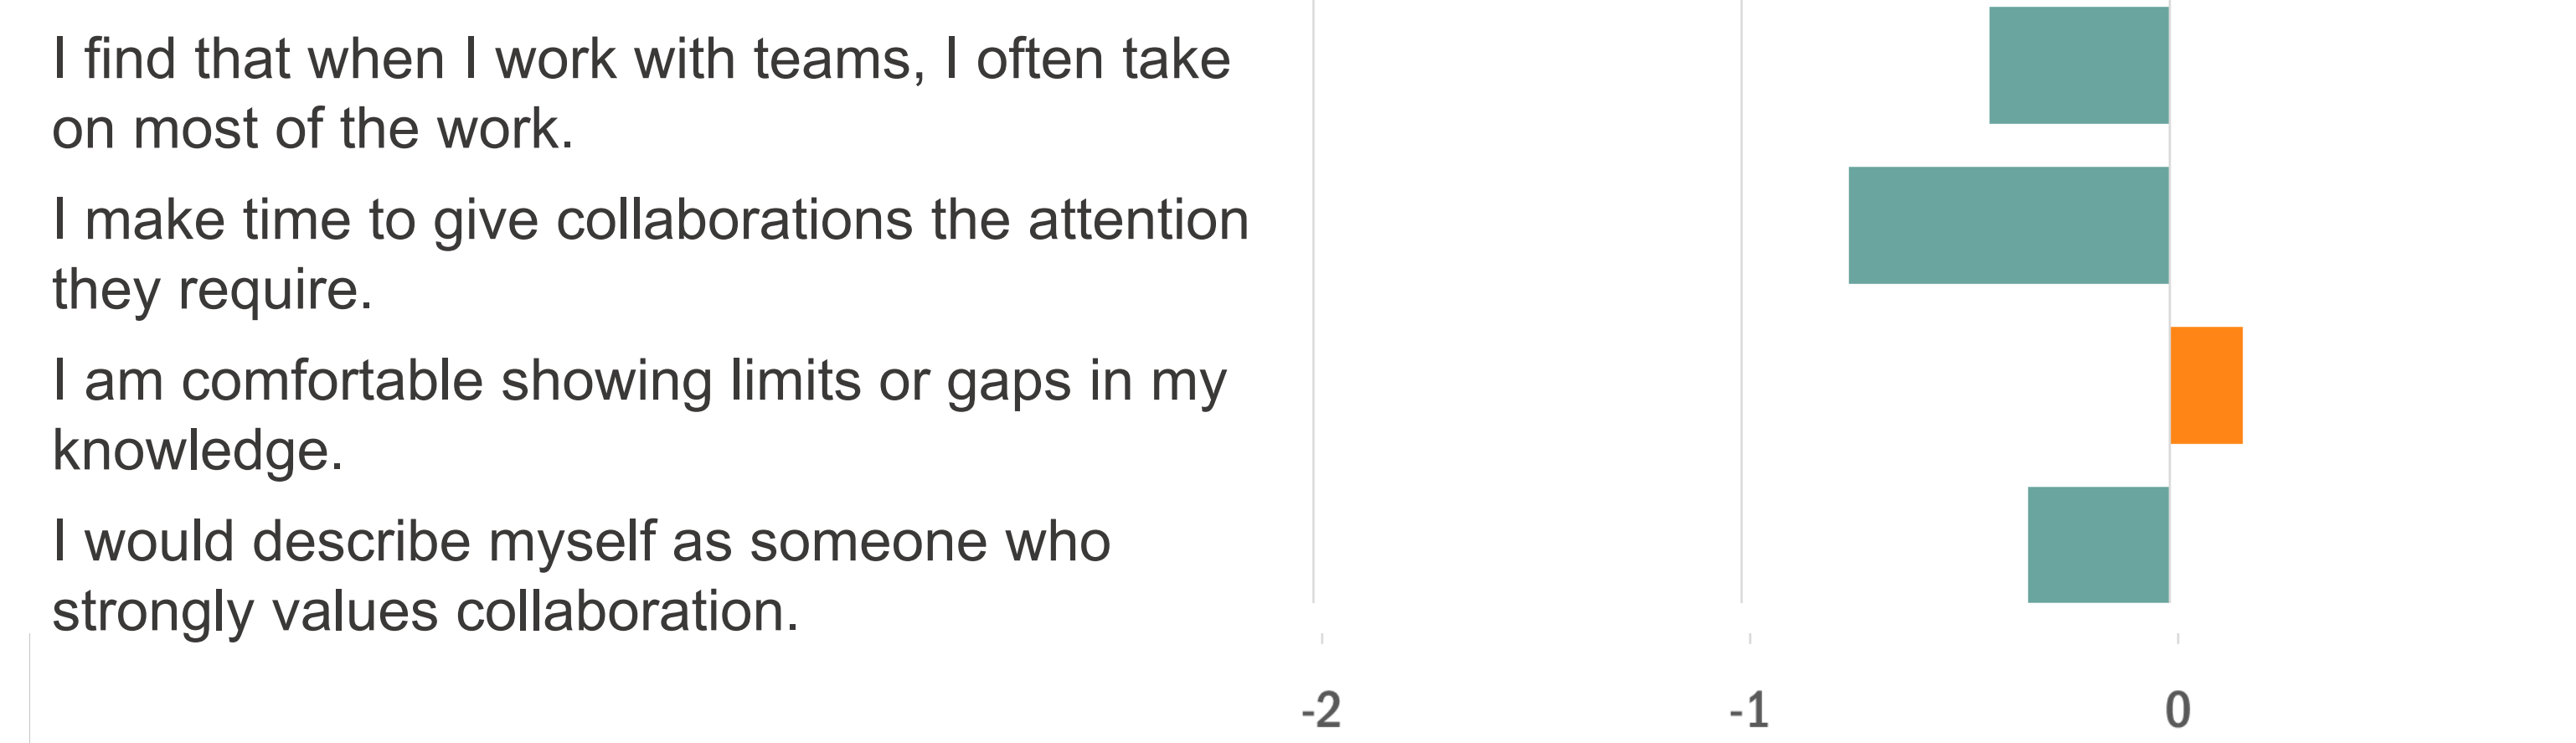 I find that when I work with teams, I often take
on most of the work.
I make time to give collaborations the attention
they require.
I am comfortable showing limits or gaps in my
knowledge.
I would describe myself as someone who
strongly values collaboration.
-2 -1 0